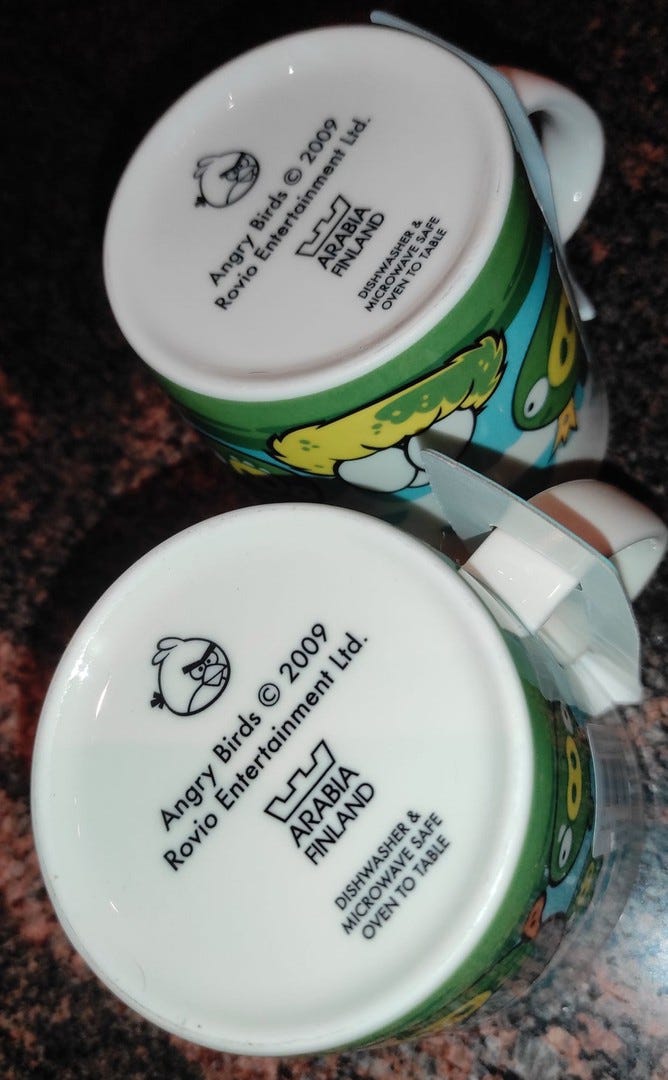 Angry Birds © 2009
Rovio Entertainment Ltd.
ARABIA
FINLAND
DISHWASHER &
MICROWAVE SAFE
OVEN TO TABLE
Angry Birds © 2009
Rovio Entertainment Ltd.
ARABIA
FINLAND
DISHWASHER &
MICROWAVE SAFE
OVEN TO TABLE